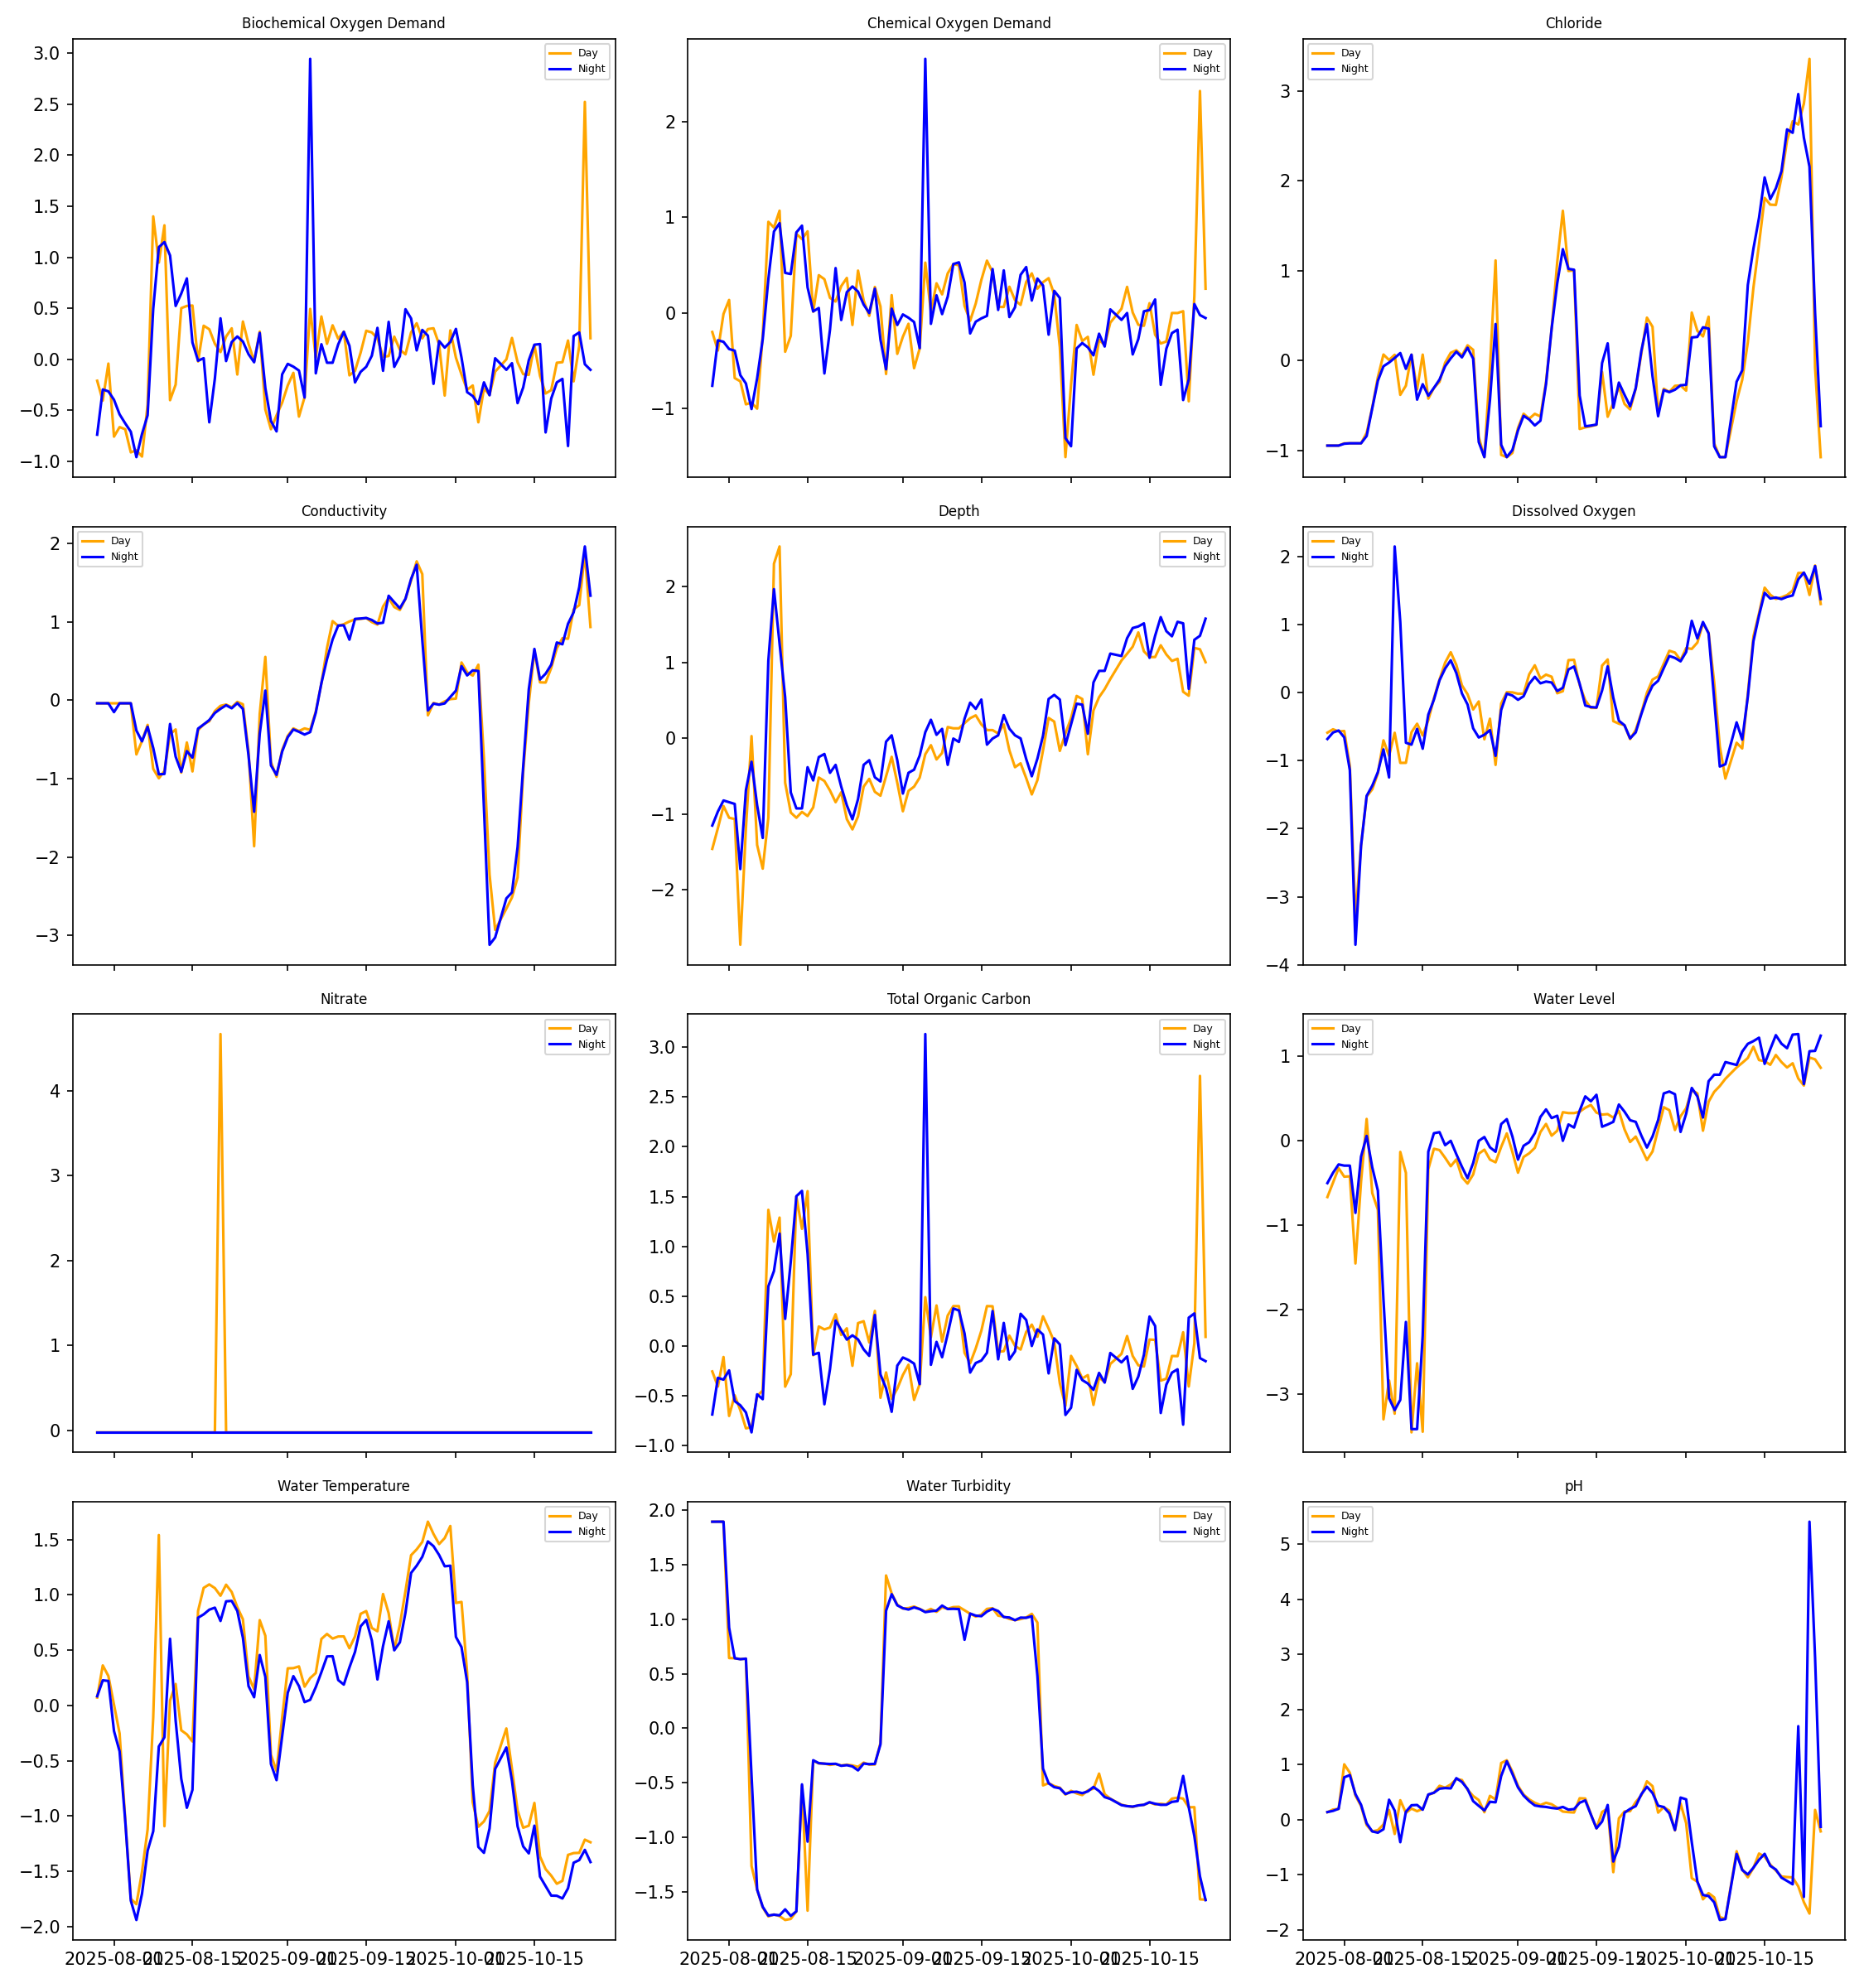 Biochemical Oxygen Demand
Day
Night
3.0
2.5
2.0
1.5
1.0
0.5
0.0
−0.5
−1.0
Chemical Oxygen Demand
Day
Night
2
1
0
−1
Chloride
Day
Night
3
2
1
0
−1
Conductivity
Day
Night
2
1
0
−1
−2
−3
Depth
Day
Night
2
1
0
−1
−2
Dissolved Oxygen
Day
Night
2
1
0
−1
−2
−3
−4
Nitrate
Day
Night
4
3
2
1
0
Total Organic Carbon
Day
Night
3.0
2.5
2.0
1.5
1.0
0.5
0.0
−0.5
−1.0
Water Level
Day
Night
1
0
−1
−2
−3
Water Temperature
Day
Night
1.5
1.0
0.5
0.0
−0.5
−1.0
−1.5
−2.0
2025-08-01
2025-08-15
2025-09-01
2025-09-15
2025-10-01
2025-10-15
Water Turbidity
Day
Night
2.0
1.5
1.0
0.5
0.0
−0.5
−1.0
−1.5
2025-08-01
2025-08-15
2025-09-01
2025-09-15
2025-10-01
2025-10-15
pH
Day
Night
5
4
3
2
1
0
−1
−2
2025-08-01
2025-08-15
2025-09-01
2025-09-15
2025-10-01
2025-10-15